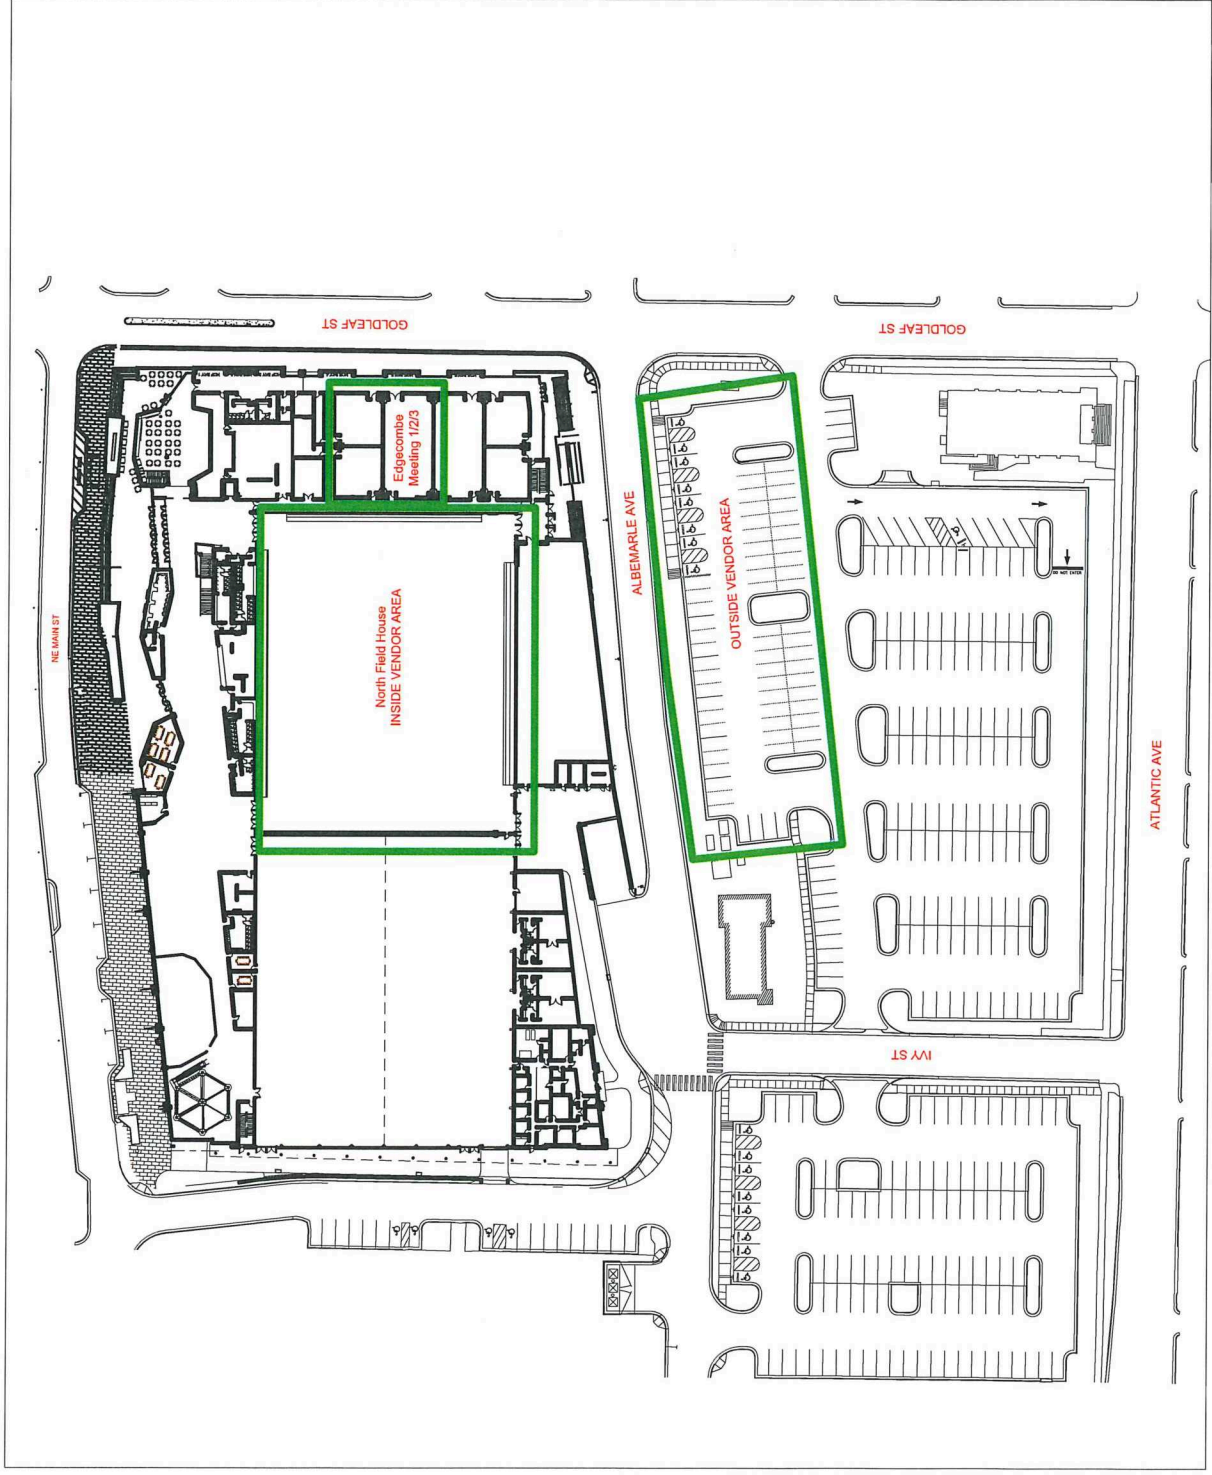 GOLDLEAF ST
GOLDLEAF ST
Edgecombe
Meeting 1/2/3
ALBEMARLE AVE
OUTSIDE VENDOR AREA
DO NOT ENTER
NE MAIN ST
North Field House
INSIDE VENDOR AREA
ATLANTIC AVE
IVY ST